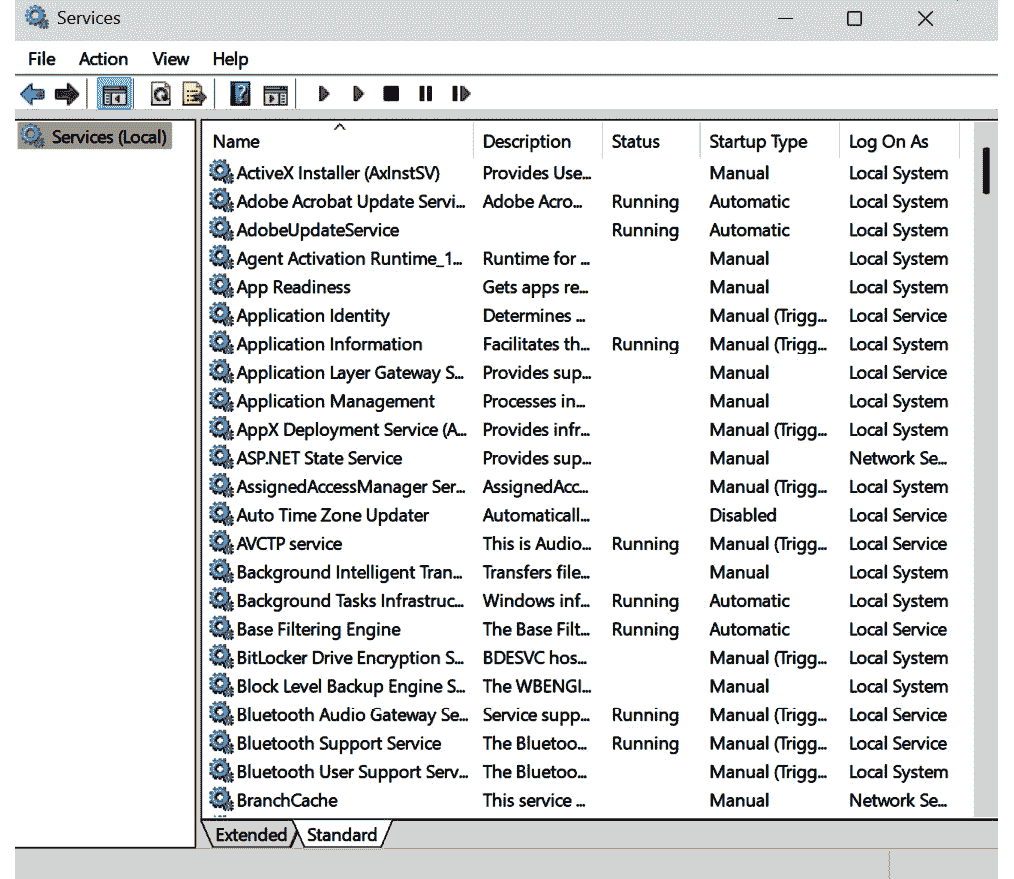 Services
File Action View Help
Services (Local)
Name Description Status Startup Type Log On As
ActiveX Installer (AxInstSV) Provides Use... Manual Local System
Adobe Acrobat Update Servi... Adobe Acro... Running Automatic Local System
AdobeUpdateService Running Automatic Local System
Agent Activation Runtime_1... Runtime for ... Manual Local System
App Readiness Gets apps re... Manual Local System
Application Identity Determines ... Manual (Trigg... Local Service
Application Information Facilitates th... Running Manual (Trigg... Local System
Application Layer Gateway S... Provides sup... Manual Local Service
Application Management Processes in... Manual Local System
AppX Deployment Service (A... Provides infr... Manual (Trigg... Local System
ASP.NET State Service Provides sup... Manual Network Se...
AssignedAccessManager Ser... AssignedAcc... Manual (Trigg... Local System
Auto Time Zone Updater Automaticall... Disabled Local Service
AVCTP service This is Audio... Running Manual (Trigg... Local Service
Background Intelligent Tran... Transfers file... Manual Local System
Background Tasks Infrastruc... Windows inf... Running Automatic Local System
Base Filtering Engine The Base Filt... Running Automatic Local Service
BitLocker Drive Encryption S... BDESVC hos... Manual (Trigg... Local System
Block Level Backup Engine S... The WBENGI... Manual Local System
Bluetooth Audio Gateway Se... Service supp... Running Manual (Trigg... Local Service
Bluetooth Support Service The Bluetoo... Running Manual (Trigg... Local Service
Bluetooth User Support Serv... The Bluetoo... Manual (Trigg... Local System
BranchCache This service ... Manual Network Se...
Extended Standard